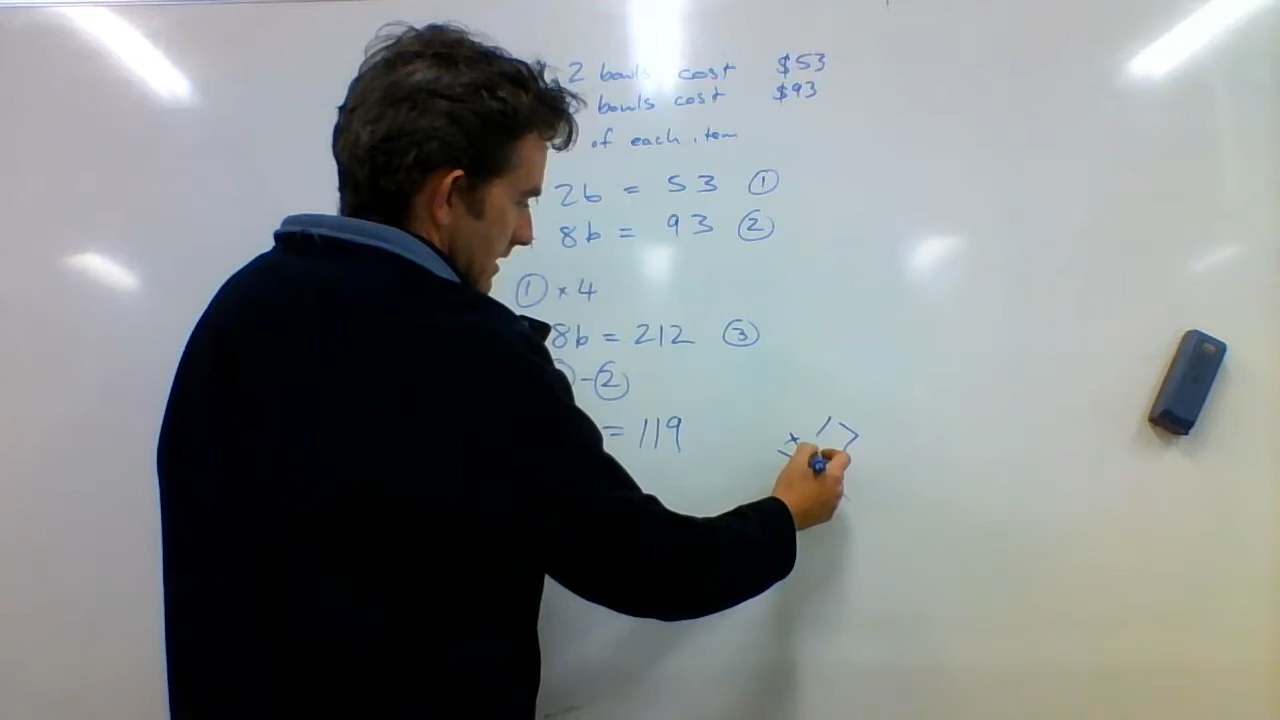 2 bowls cost $53
bowls cost $93
of each item
2b = 53 ①
8b = 93 ②
① × 4
8b = 212 ③
- ②
= 119